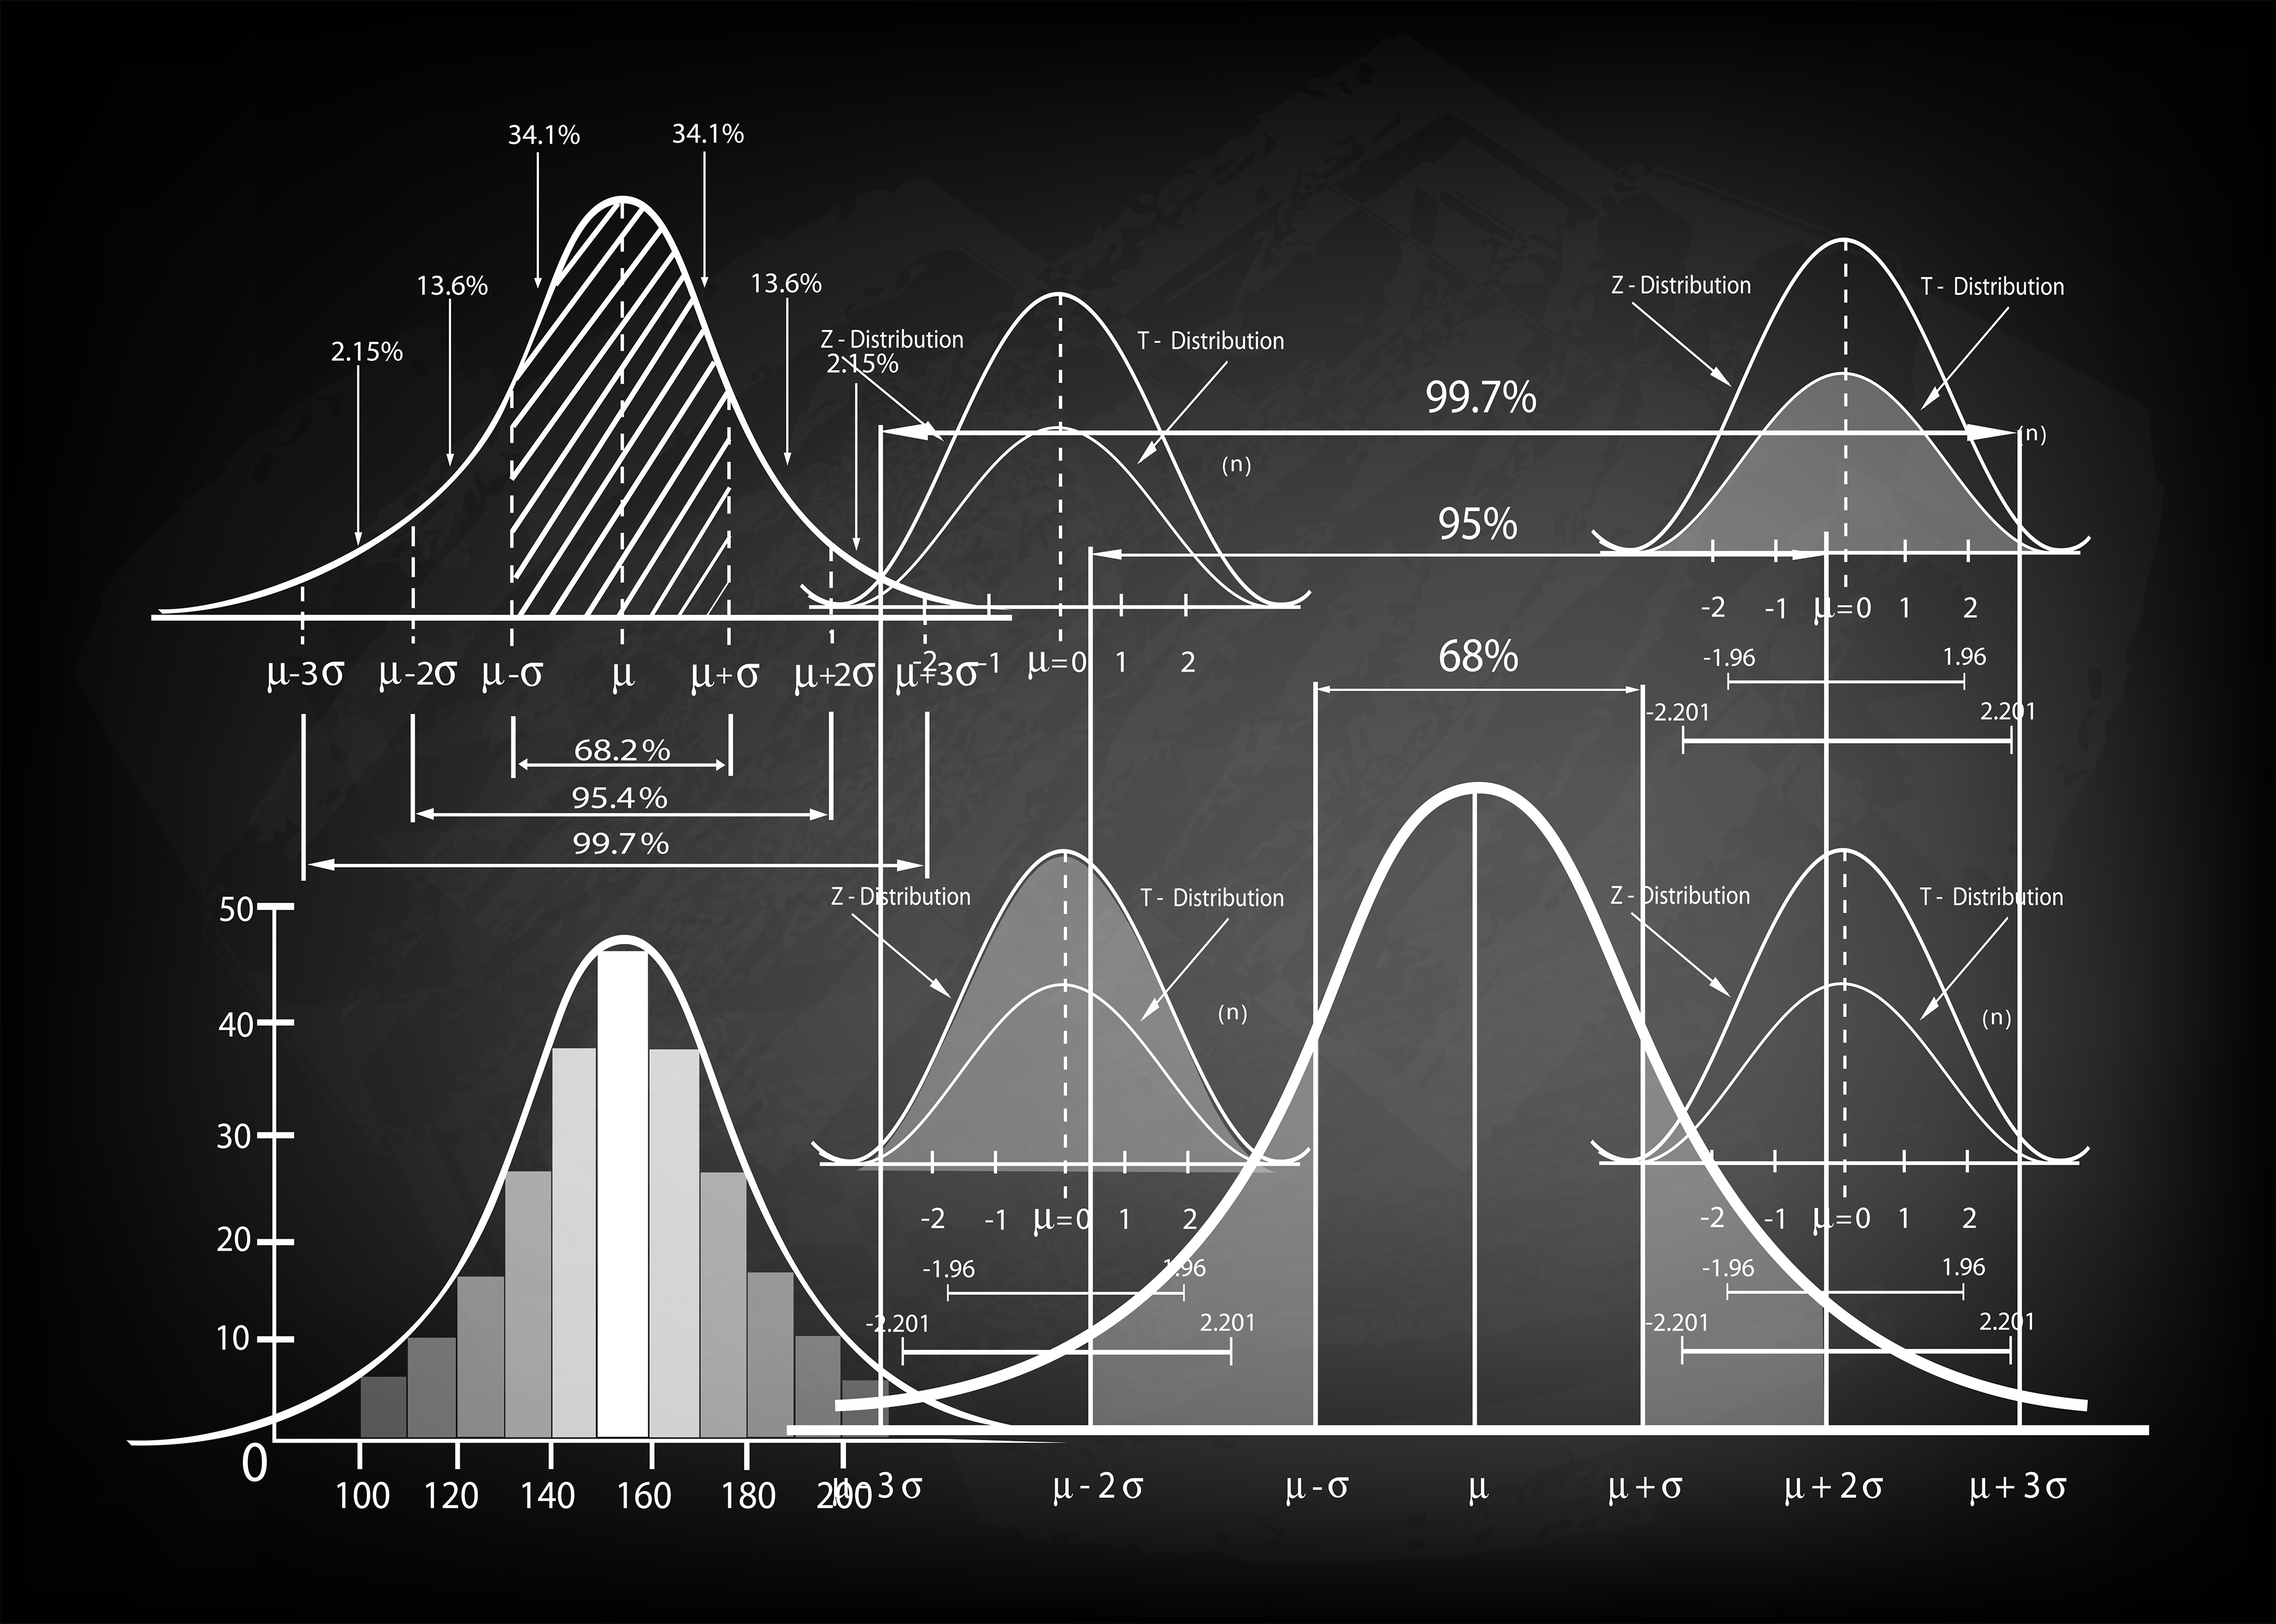 34.1% 34.1%
13.6% 13.6%
2.15% 2.15%
μ-3σ μ-2σ μ-σ μ μ+σ μ+2σ μ+3σ
68.2%
95.4%
99.7%
Z - Distribution T - Distribution
(n)
-2 -1 μ=0 1 2
Z - Distribution T - Distribution
(n)
-2 -1 μ=0 1 2
-1.96 1.96
-2.201 2.201
99.7%
95%
68%
50
40
30
20
10
0
100 120 140 160 180 200
Z - Distribution T - Distribution
(n)
-2 -1 μ=0 1 2
-1.96 1.96
-2.201 2.201
Z - Distribution T - Distribution
(n)
-2 -1 μ=0 1 2
-1.96 1.96
-2.201 2.201
μ-3σ μ-2σ μ-σ μ μ+σ μ+2σ μ+3σ